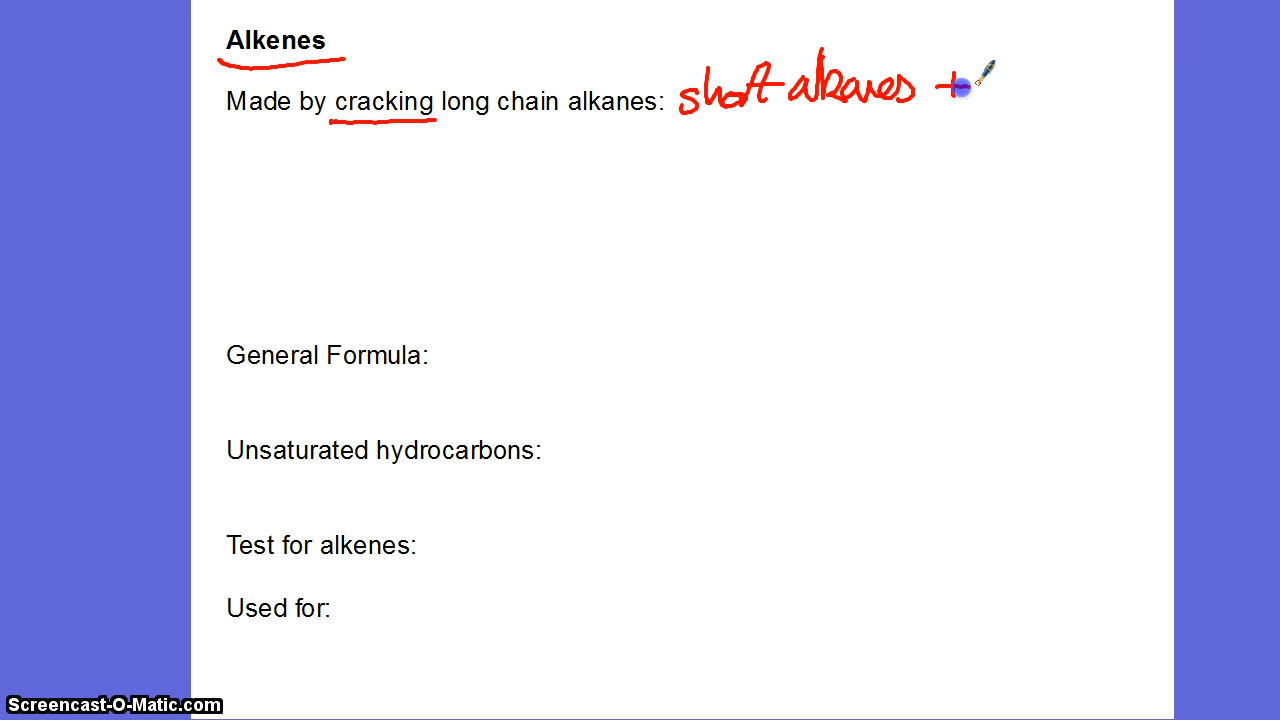 Alkenes
Made by cracking long chain alkanes: short alkanes +
General Formula:
Unsaturated hydrocarbons:
Test for alkenes:
Used for:
Screencast-O-Matic.com